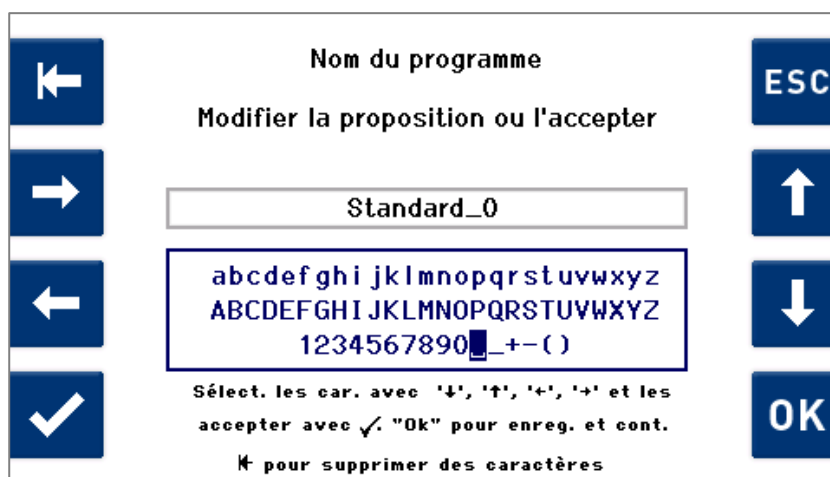 Nom du programme
ESC
Modifier la proposition ou l'accepter
Standard_0
abcdefghijklmnopqrstuvwxyz
ABCDEFGHIJKLMNOPQRSTUVWXYZ
1234567890 _+-()
Sélect. les car. avec '↓', '↑', '←', '→' et les
accepter avec ✓. "Ok" pour enreg. et cont.
OK
⇤ pour supprimer des caractères